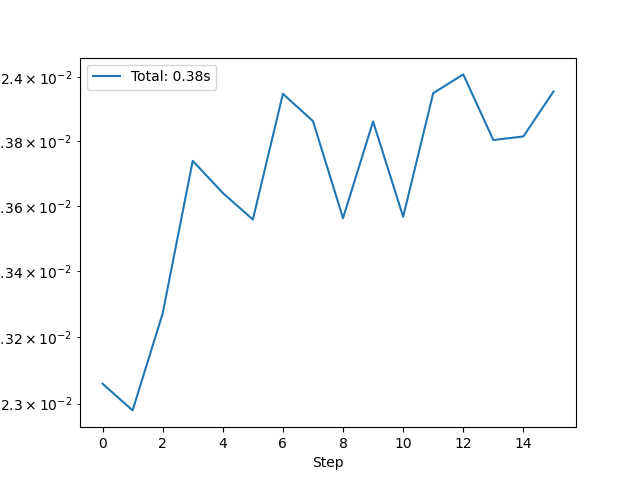 Total: 0.38s
2.4 × 10⁻²
.38 × 10⁻²
.36 × 10⁻²
.34 × 10⁻²
.32 × 10⁻²
2.3 × 10⁻²
0 2 4 6 8 10 12 14
Step